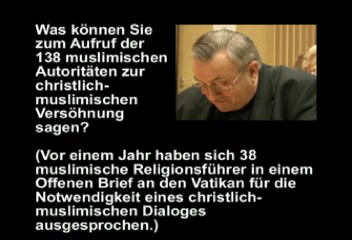 Was können Sie
zum Aufruf der
138 muslimischen
Autoritäten zur
christlich-
muslimischen
Versöhnung
sagen?
(Vor einem Jahr haben sich 38
muslimische Religionsführer in einem
Offenen Brief an den Vatikan für die
Notwendigkeit eines christlich-
muslimischen Dialoges
ausgesprochen.)